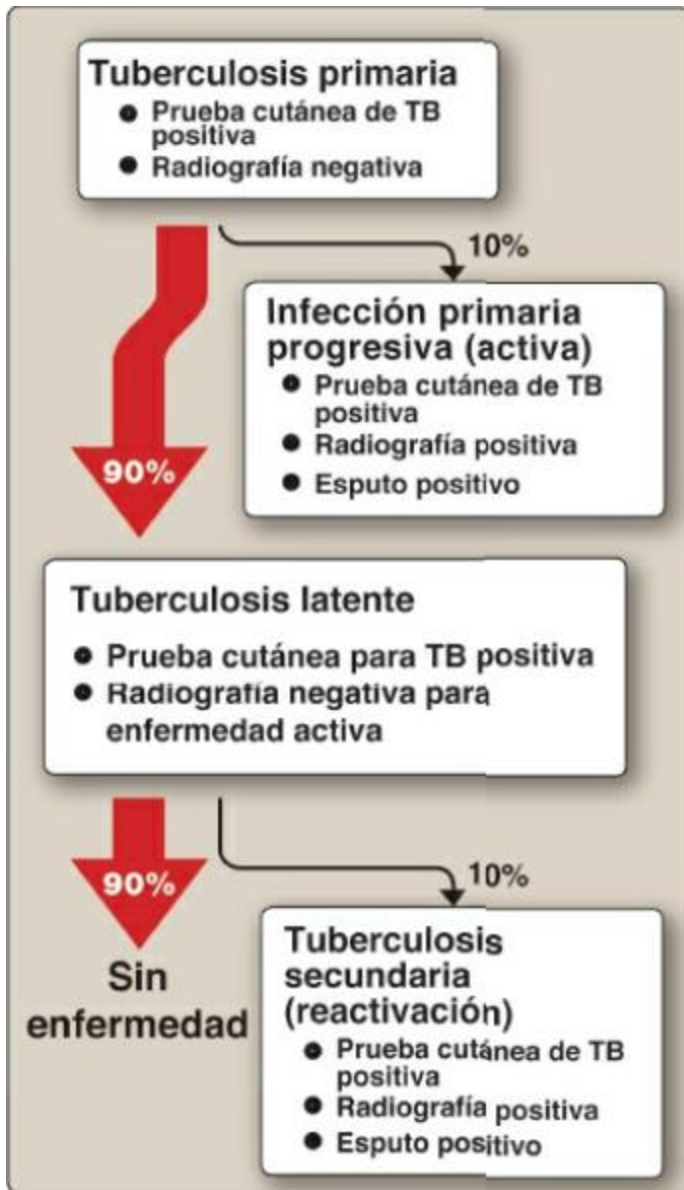 Tuberculosis primaria
● Prueba cutánea de TB
positiva
● Radiografía negativa
10%
Infección primaria
progresiva (activa)
● Prueba cutánea de TB
positiva
● Radiografía positiva
● Esputo positivo
90%
Tuberculosis latente
● Prueba cutánea para TB positiva
● Radiografía negativa para
enfermedad activa
90%
10%
Sin
enfermedad
Tuberculosis
secundaria
(reactivación)
● Prueba cutánea de TB
positiva
● Radiografía positiva
● Esputo positivo